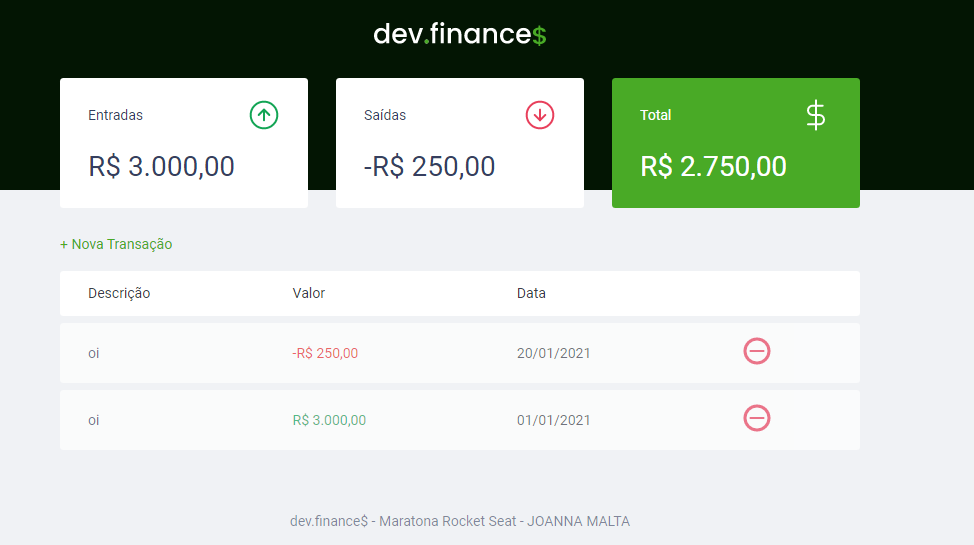 dev.finance$
Entradas
R$ 3.000,00
Saídas
-R$ 250,00
Total
$
R$ 2.750,00
+ Nova Transação
Descrição Valor Data
oi -R$ 250,00 20/01/2021
oi R$ 3.000,00 01/01/2021
dev.finance$ - Maratona Rocket Seat - JOANNA MALTA